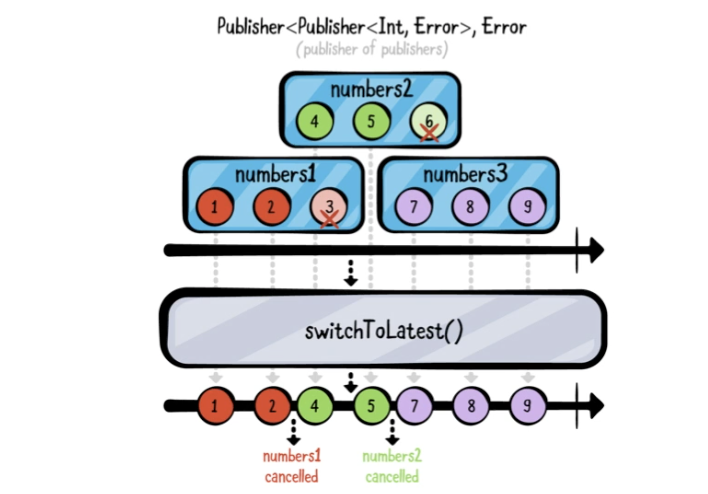 Publisher<Publisher<Int, Error>, Error
(publisher of publishers)
numbers2
4 5 6
numbers1 numbers3
1 2 3 7 8 9
switchToLatest()
1 2 4 5 7 8 9
numbers1 numbers2
cancelled cancelled